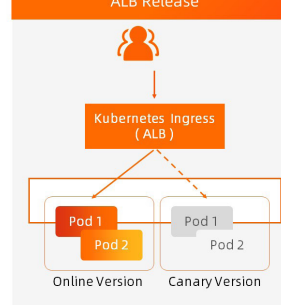 ALB Release
Kubernetes Ingress
( ALB )
Pod 1
Pod 2
Pod 1
Pod 2
Online Version
Canary Version